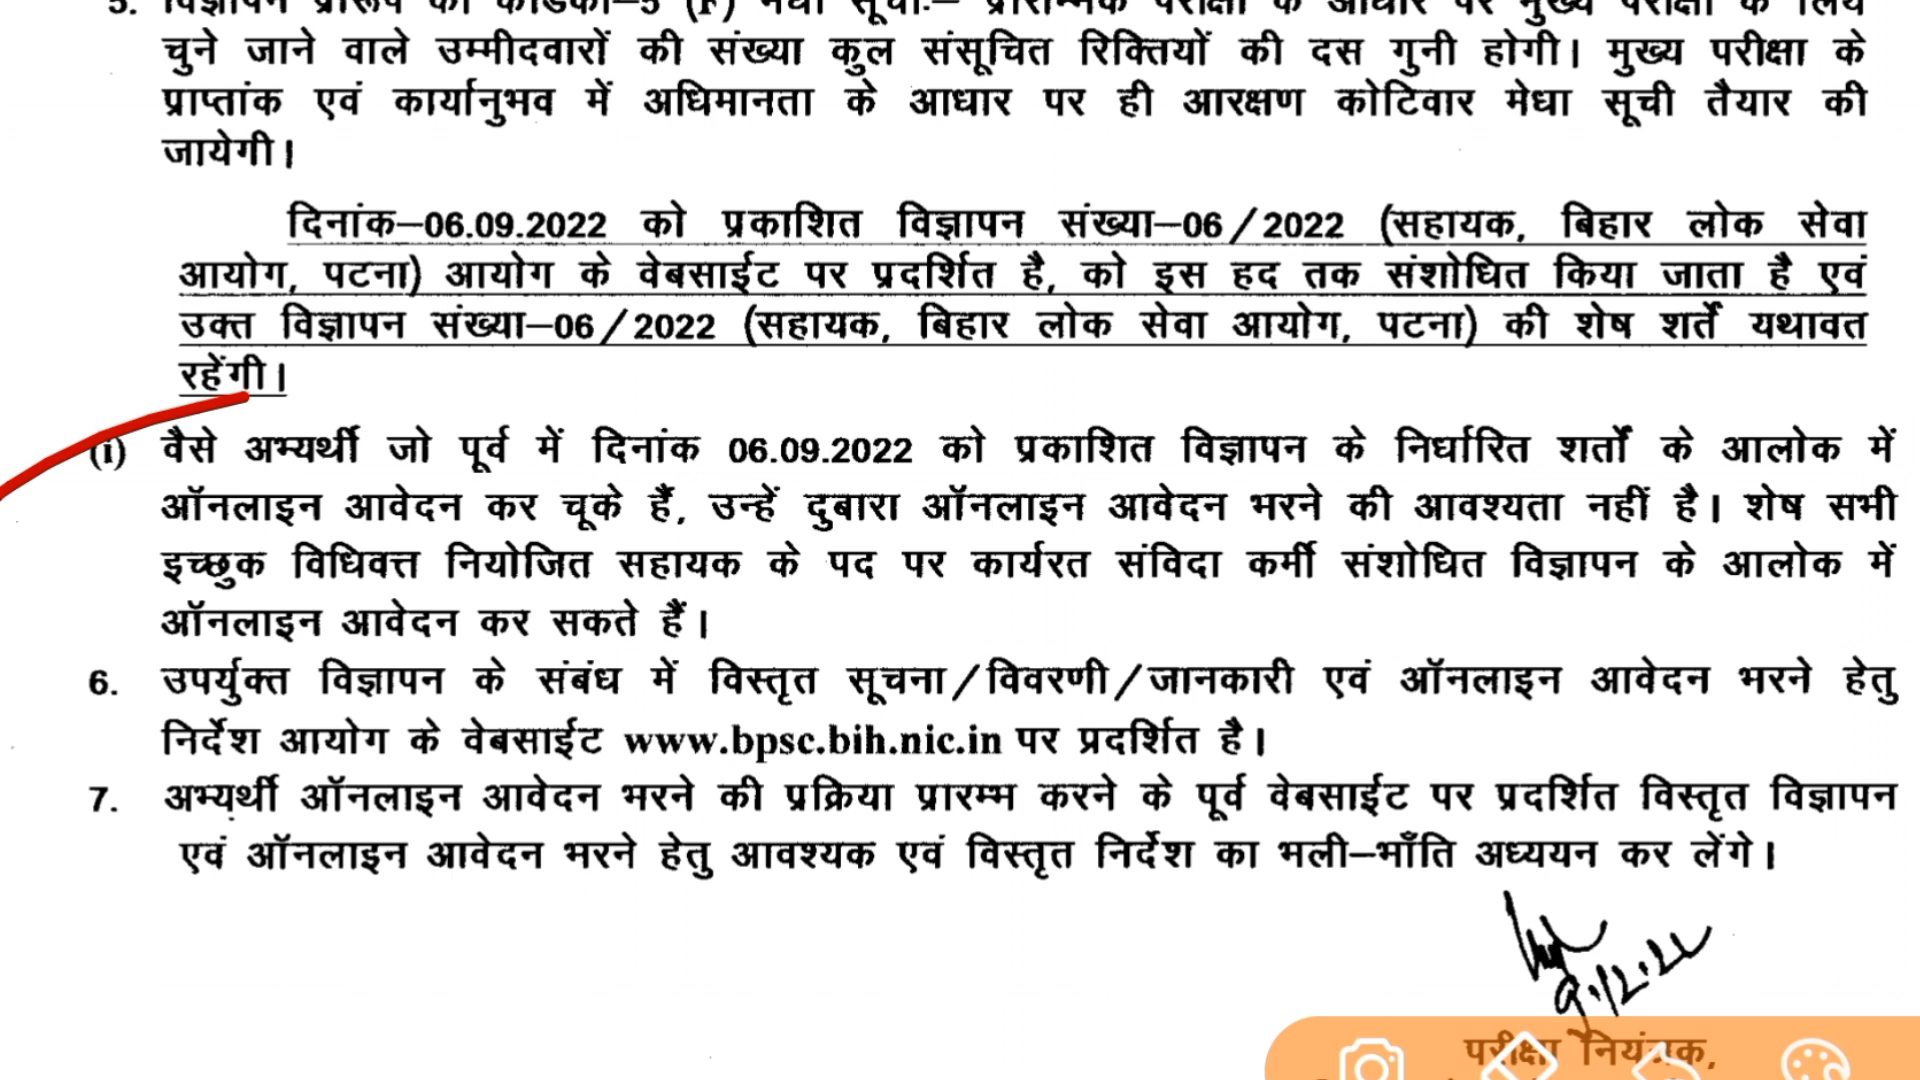 5. विज्ञापन प्रारूप की कंडिका–5 (F) मेधा सूची:– प्रारम्भिक परीक्षा के आधार पर मुख्य परीक्षा के लिये
चुने जाने वाले उम्मीदवारों की संख्या कुल संसूचित रिक्तियों की दस गुनी होगी। मुख्य परीक्षा के
प्राप्तांक एवं कार्यानुभव में अधिमानता के आधार पर ही आरक्षण कोटिवार मेधा सूची तैयार की
जायेगी।
दिनांक–06.09.2022 को प्रकाशित विज्ञापन संख्या–06/2022 (सहायक, बिहार लोक सेवा
आयोग, पटना) आयोग के वेबसाईट पर प्रदर्शित है, को इस हद तक संशोधित किया जाता है एवं
उक्त विज्ञापन संख्या–06/2022 (सहायक, बिहार लोक सेवा आयोग, पटना) की शेष शर्ते यथावत
रहेंगी।
(i) वैसे अभ्यर्थी जो पूर्व में दिनांक 06.09.2022 को प्रकाशित विज्ञापन के निर्धारित शर्तों के आलोक में
ऑनलाइन आवेदन कर चूके हैं, उन्हें दुबारा ऑनलाइन आवेदन भरने की आवश्यता नहीं है। शेष सभी
इच्छुक विधिवत्त नियोजित सहायक के पद पर कार्यरत संविदा कर्मी संशोधित विज्ञापन के आलोक में
ऑनलाइन आवेदन कर सकते हैं।
6. उपर्युक्त विज्ञापन के संबंध में विस्तृत सूचना/विवरणी/जानकारी एवं ऑनलाइन आवेदन भरने हेतु
निर्देश आयोग के वेबसाईट www.bpsc.bih.nic.in पर प्रदर्शित है।
7. अभ्यर्थी ऑनलाइन आवेदन भरने की प्रक्रिया प्रारम्भ करने के पूर्व वेबसाईट पर प्रदर्शित विस्तृत विज्ञापन
एवं ऑनलाइन आवेदन भरने हेतु आवश्यक एवं विस्तृत निर्देश का भली–भाँति अध्ययन कर लेंगे।
9.12.22
परीक्षा नियंत्रक,